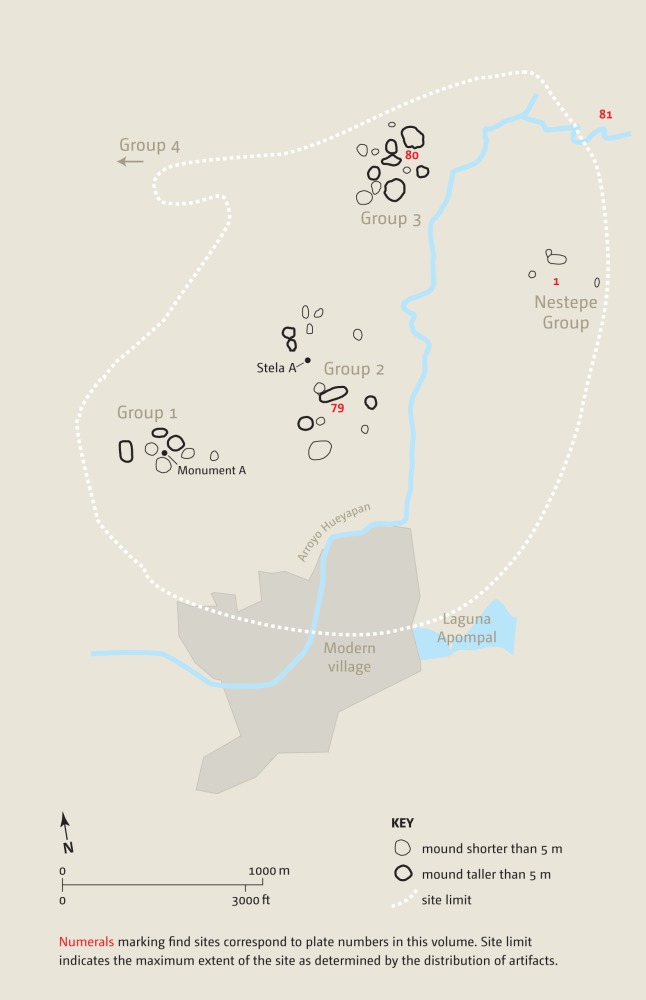 81
Group 4
80
Group 3
1
Nestepe
Group
Stela A
Group 2
79
Group 1
Monument A
Arroyo Hueyapan
Laguna
Apompal
Modern
village
N
0 1000 m
0 3000 ft
KEY
mound shorter than 5 m
mound taller than 5 m
site limit
Numerals marking find sites correspond to plate numbers in this volume. Site limit
indicates the maximum extent of the site as determined by the distribution of artifacts.